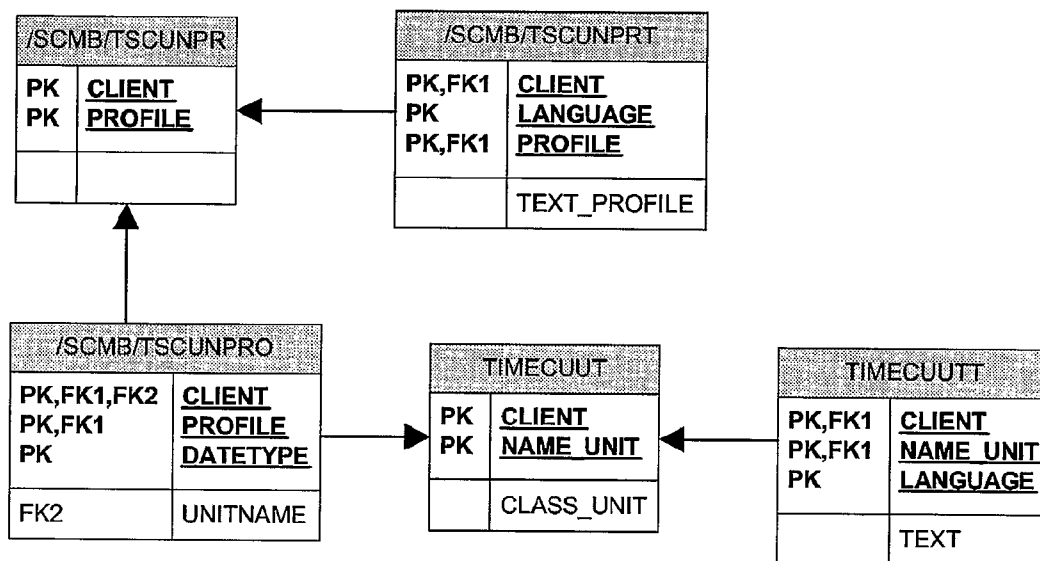 /SCMB/TSCUNPR
PK CLIENT
PK PROFILE
/SCMB/TSCUNPRT
PK,FK1 CLIENT
PK LANGUAGE
PK,FK1 PROFILE
TEXT_PROFILE
/SCMB/TSCUNPRO
PK,FK1,FK2 CLIENT
PK,FK1 PROFILE
PK DATETYPE
FK2 UNITNAME
TIMECUUT
PK CLIENT
PK NAME_UNIT
CLASS_UNIT
TIMECUUTT
PK,FK1 CLIENT
PK,FK1 NAME_UNIT
PK LANGUAGE
TEXT